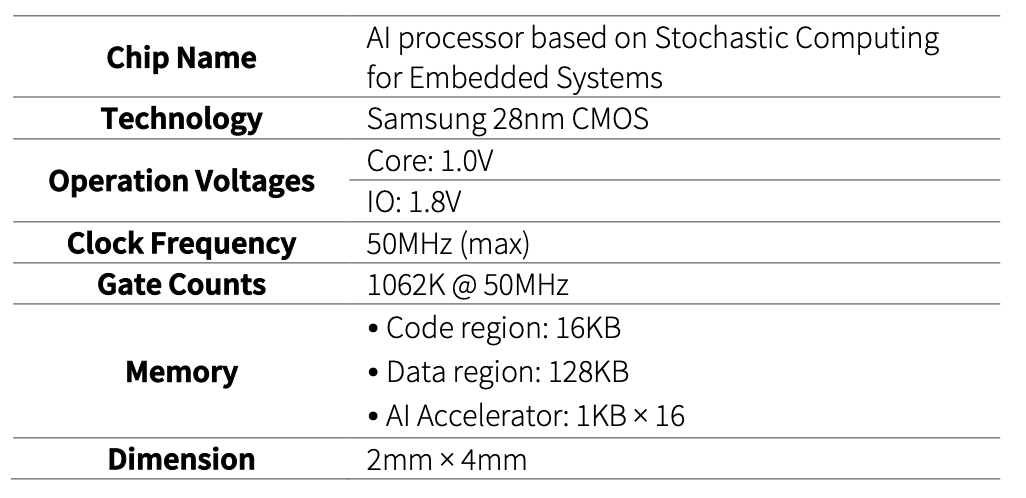 Chip Name
AI processor based on Stochastic Computing
for Embedded Systems
Technology
Samsung 28nm CMOS
Operation Voltages
Core: 1.0V
IO: 1.8V
Clock Frequency
50MHz (max)
Gate Counts
1062K @ 50MHz
Memory
• Code region: 16KB
• Data region: 128KB
• AI Accelerator: 1KB × 16
Dimension
2mm × 4mm